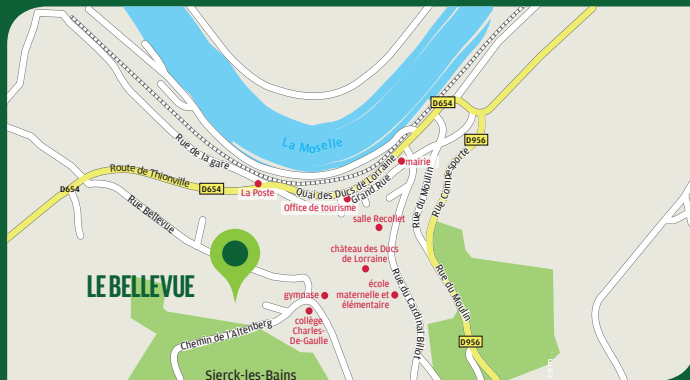 La Moselle
D654
D956
Rue de la gare
mairie
Route de Thionville
D654
D654
La Poste
Quai des Ducs de Lorraine
Grand Rue
Office de tourisme
Rue du Moulin
Rue Compesporte
Rue Bellevue
salle Recollet
château des Ducs
de Lorraine
LE BELLEVUE
gymnase
école
maternelle et
élémentaire
Rue du Cardinal Billot
Rue du Moulin
collège
Charles-
De-Gaulle
Chemin de l'Altenberg
D956
Sierck-les-Bains